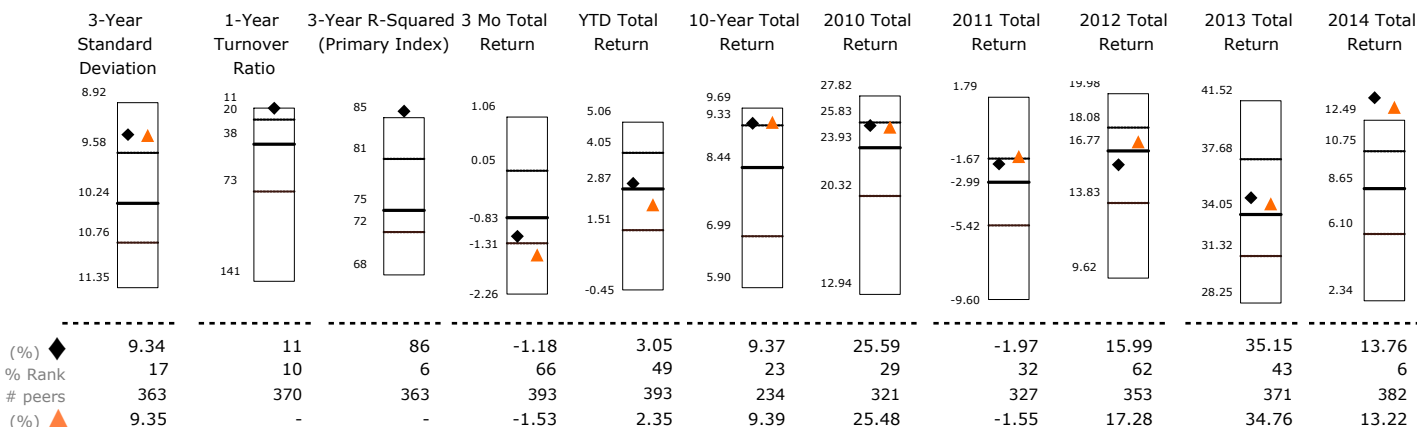 3-Year 1-Year 3-Year R-Squared 3 Mo Total YTD Total 10-Year Total 2010 Total 2011 Total 2012 Total 2013 Total 2014 Total
Standard Turnover (Primary Index) Return Return Return Return Return Return Return Return
Deviation Ratio
8.92 11 85 1.06 5.06 9.69 27.82 1.79 19.98 41.52 12.49
9.58 20 81 0.05 4.05 9.33 25.83 -1.67 18.08 37.68 10.75
10.24 38 75 -0.83 2.87 8.44 23.93 -2.99 16.77 34.05 8.65
10.76 73 72 -1.31 1.51 6.99 20.32 -5.42 13.83 31.32 6.10
11.35 141 68 -2.26 -0.45 5.90 12.94 -9.60 9.62 28.25 2.34
(%) 9.34 11 86 -1.18 3.05 9.37 25.59 -1.97 15.99 35.15 13.76
% Rank 17 10 6 66 49 23 29 32 62 43 6
# peers 363 370 363 393 393 234 321 327 353 371 382
(%) 9.35 - - -1.53 2.35 9.39 25.48 -1.55 17.28 34.76 13.22